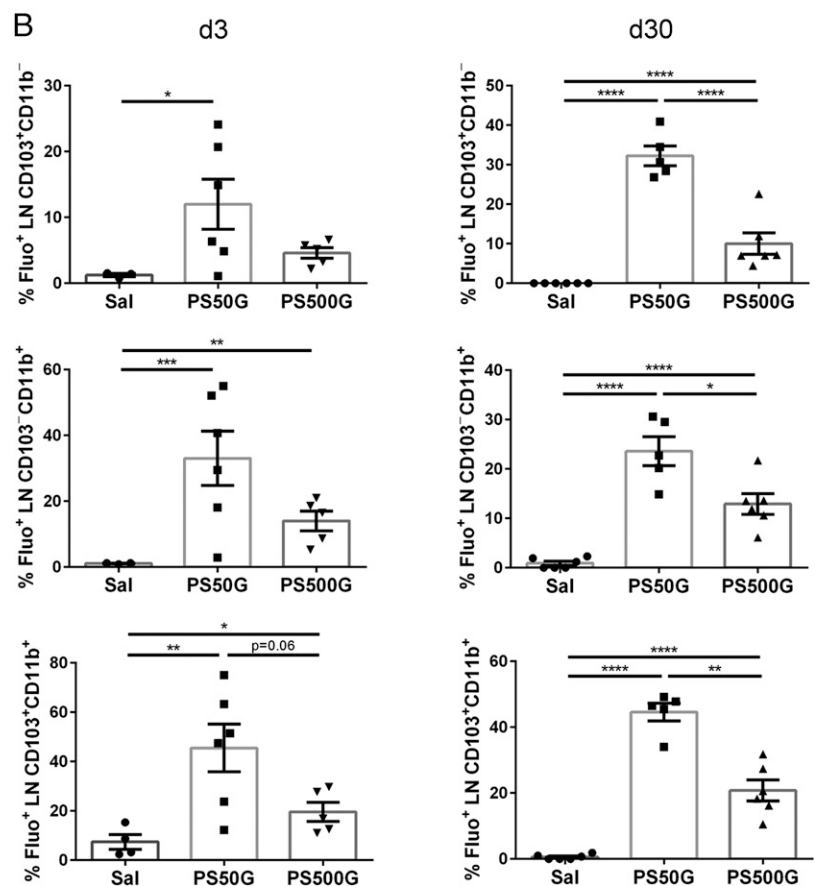 B
d3
d30
% Fluo⁺ LN CD103⁺CD11b⁻
30
20
10
0
*
Sal PS50G PS500G
% Fluo⁺ LN CD103⁺CD11b⁻
50
40
30
20
10
0
****
**** ****
Sal PS50G PS500G
% Fluo⁺ LN CD103⁻CD11b⁺
60
40
20
0
**
***
Sal PS50G PS500G
% Fluo⁺ LN CD103⁻CD11b⁺
40
30
20
10
0
****
**** *
Sal PS50G PS500G
% Fluo⁺ LN CD103⁺CD11b⁺
80
60
40
20
0
*
** p=0.06
Sal PS50G PS500G
% Fluo⁺ LN CD103⁺CD11b⁺
60
40
20
0
****
**** **
Sal PS50G PS500G